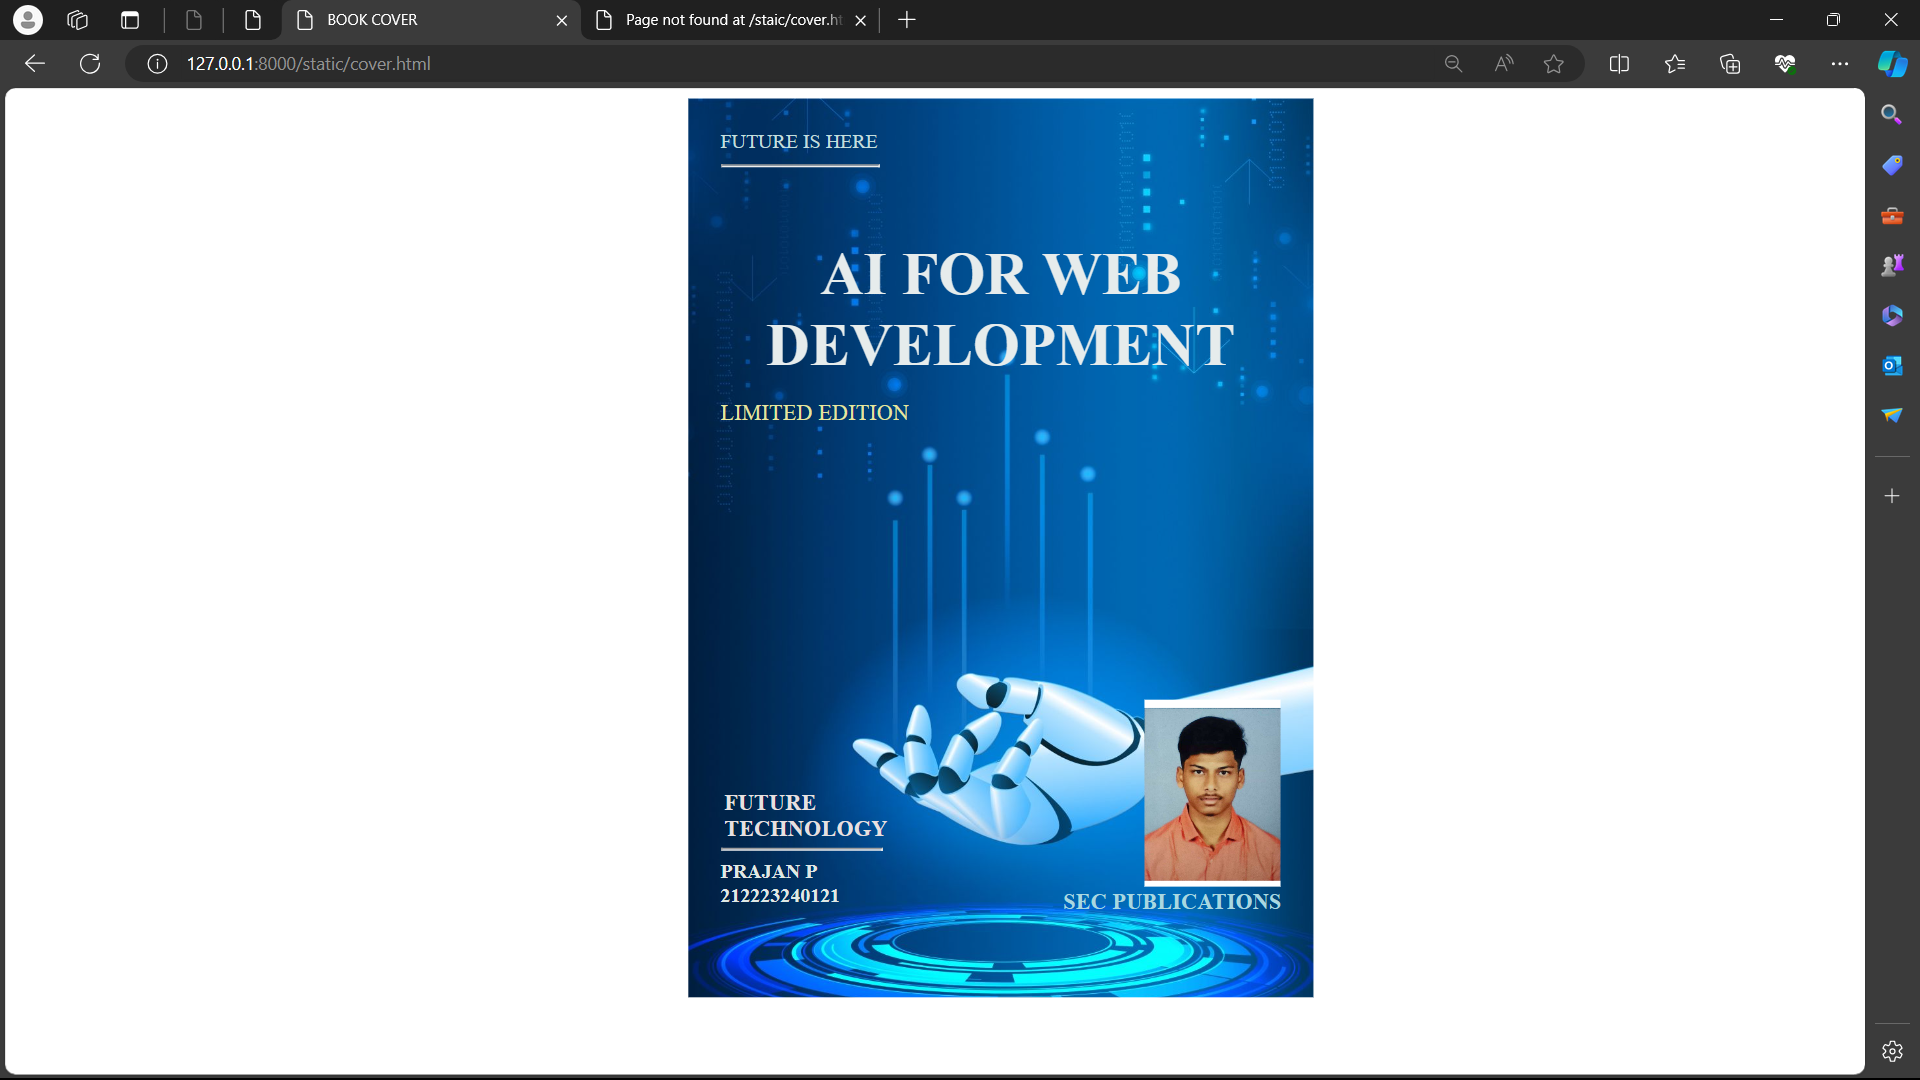 BOOK COVER
Page not found at /staic/cover.ht
127.0.0.1:8000/static/cover.html
FUTURE IS HERE
AI FOR WEB
DEVELOPMENT
LIMITED EDITION
FUTURE
TECHNOLOGY
PRAJAN P
212223240121
SEC PUBLICATIONS